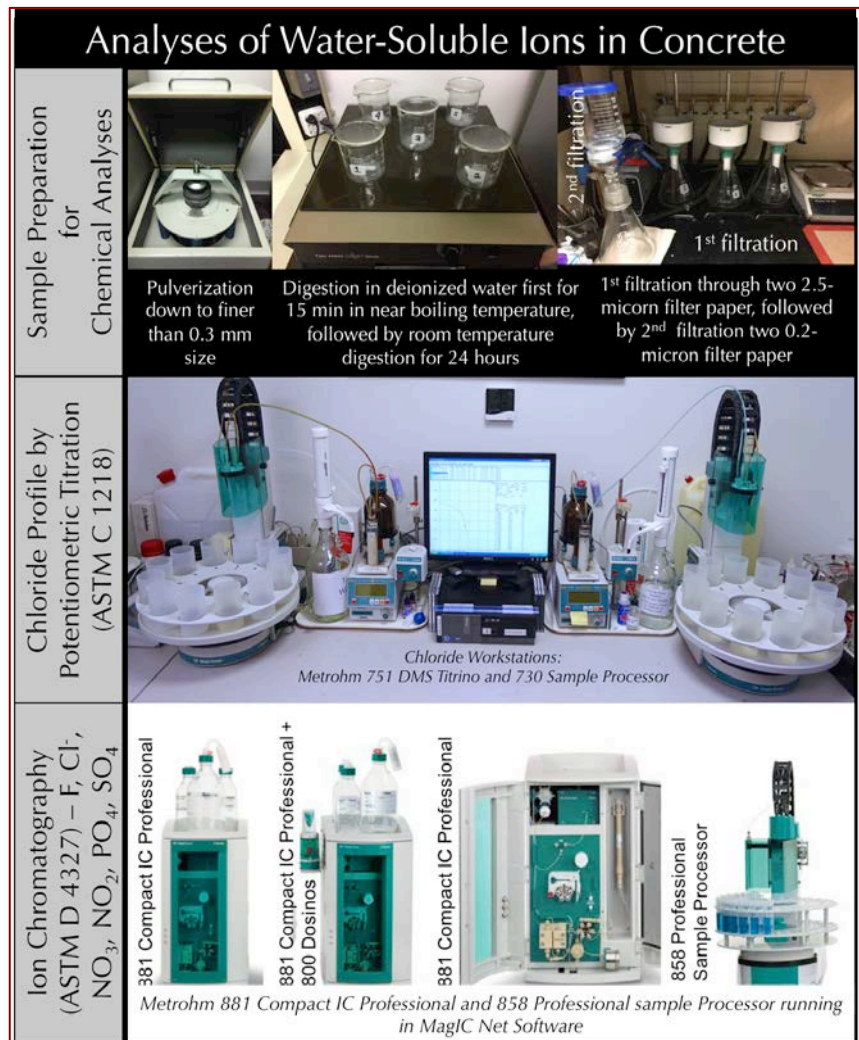 Analyses of Water-Soluble Ions in Concrete
Sample Preparation
for
Chemical Analyses
2nd filtration
1st filtration
Pulverization
down to finer
than 0.3 mm
size
Digestion in deionized water first for
15 min in near boiling temperature,
followed by room temperature
digestion for 24 hours
1st filtration through two 2.5-
micorn filter paper, followed
by 2nd filtration two 0.2-
micron filter paper
Chloride Profile by
Potentiometric Titration
(ASTM C 1218)
Chloride Workstations:
Metrohm 751 DMS Titrino and 730 Sample Processor
Ion Chromatography
(ASTM D 4327) – F, Cl-,
NO3, NO2, PO4, SO4
881 Compact IC Professional
881 Compact IC Professional +
800 Dosinos
881 Compact IC Professional
858 Professional
Sample Processor
Metrohm 881 Compact IC Professional and 858 Professional sample Processor running
in MagIC Net Software